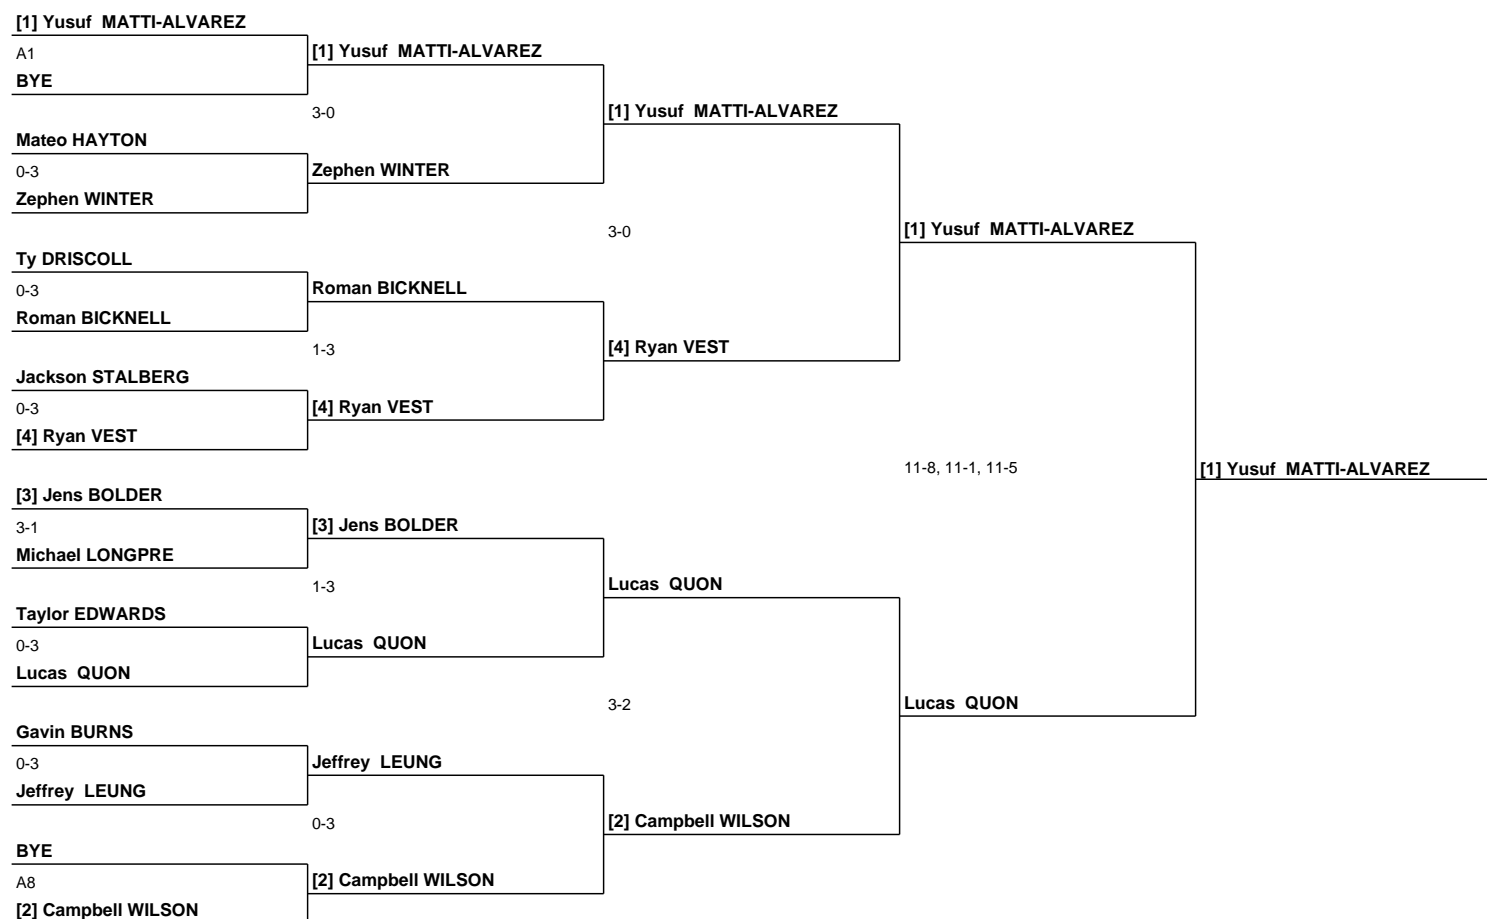 [1] Yusuf  MATTI-ALVAREZ
A1
BYE
Mateo HAYTON
0-3
Zephen WINTER
Ty DRISCOLL
0-3
Roman BICKNELL
Jackson STALBERG
0-3
[4] Ryan VEST
[3] Jens BOLDER
3-1
Michael LONGPRE
Taylor EDWARDS
0-3
Lucas  QUON
Gavin BURNS
0-3
Jeffrey  LEUNG
BYE
A8
[2] Campbell WILSON
[1] Yusuf  MATTI-ALVAREZ
3-0
Zephen WINTER
Roman BICKNELL
1-3
[4] Ryan VEST
[3] Jens BOLDER
1-3
Lucas  QUON
Jeffrey  LEUNG
0-3
[2] Campbell WILSON
[1] Yusuf  MATTI-ALVAREZ
3-0
[4] Ryan VEST
Lucas  QUON
3-2
[2] Campbell WILSON
[1] Yusuf  MATTI-ALVAREZ
11-8, 11-1, 11-5
Lucas  QUON
[1] Yusuf  MATTI-ALVAREZ